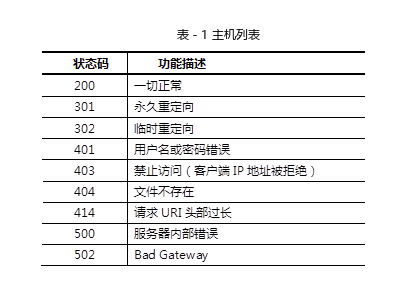 表 - 1 主机列表
状态码 功能描述
200 一切正常
301 永久重定向
302 临时重定向
401 用户名或密码错误
403 禁止访问（客户端 IP 地址被拒绝）
404 文件不存在
414 请求 URI 头部过长
500 服务器内部错误
502 Bad Gateway